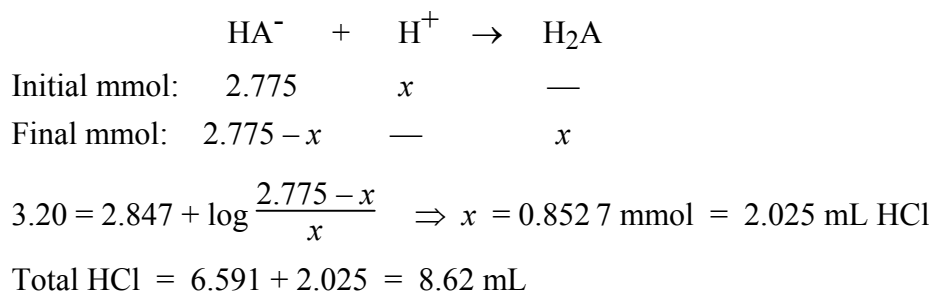 HA⁻ + H⁺ → H₂A
Initial mmol: 2.775 x —
Final mmol: 2.775 – x — x
3.20 = 2.847 + log (2.775 – x)/x ⇒ x = 0.852 7 mmol = 2.025 mL HCl
Total HCl = 6.591 + 2.025 = 8.62 mL